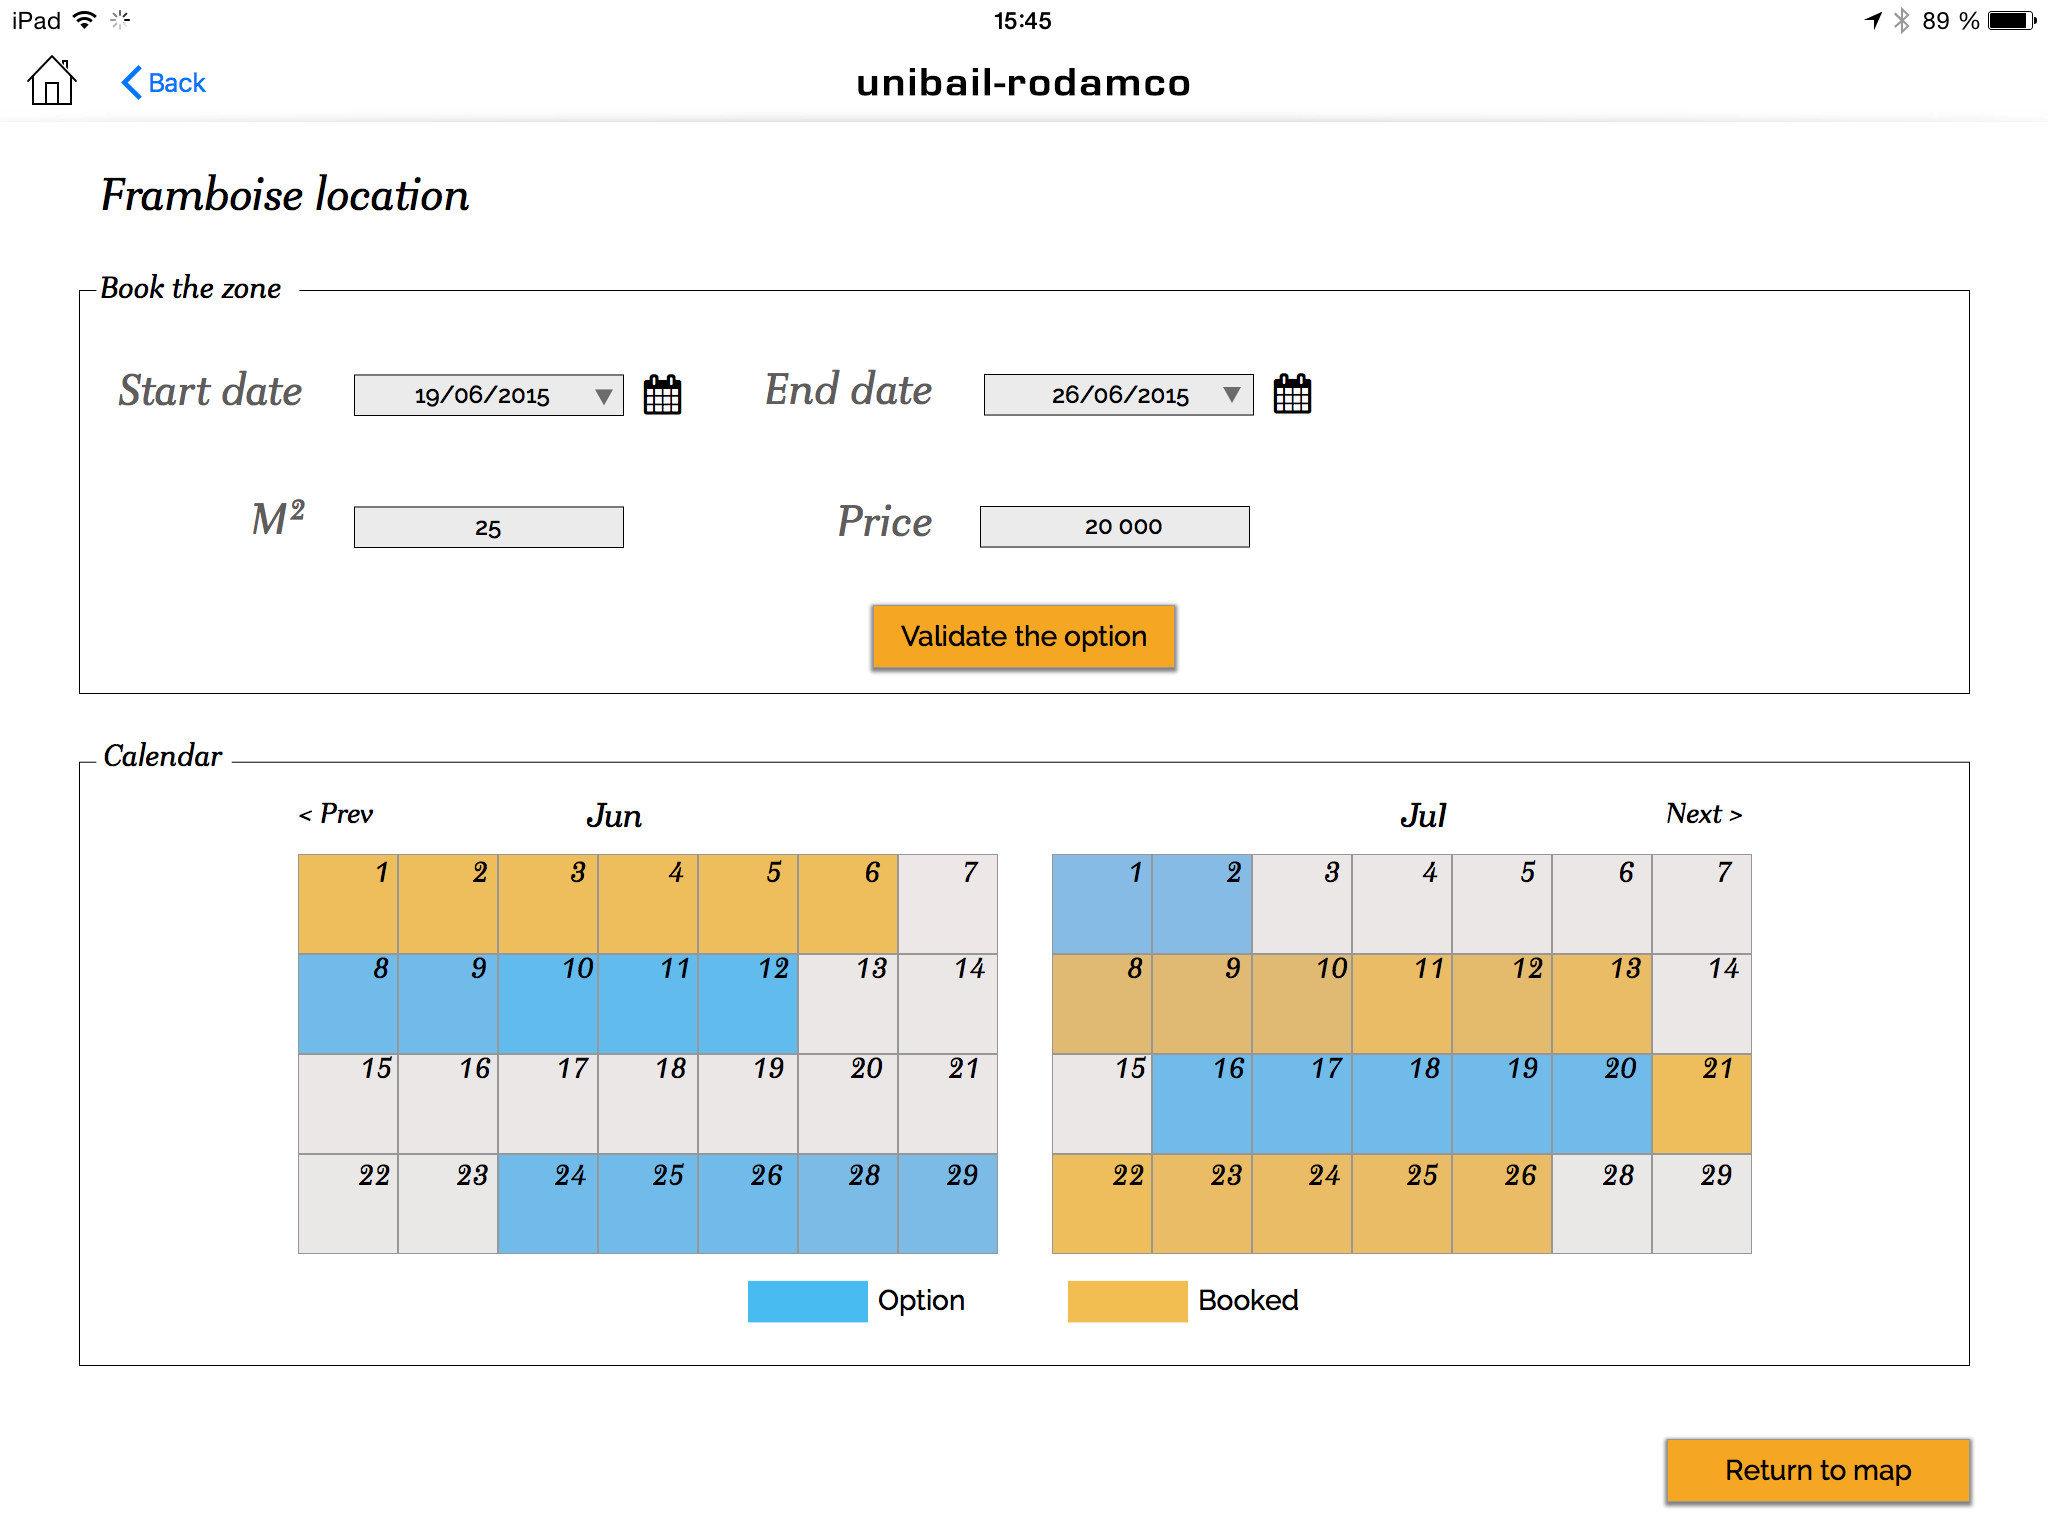 iPad 15:45 89 %
Back unibail-rodamco
Framboise location
Book the zone
Start date 19/06/2015 End date 26/06/2015
M² 25 Price 20 000
Validate the option
Calendar
< Prev Jun Jul Next >
1 2 3 4 5 6 7 1 2 3 4 5 6 7
8 9 10 11 12 13 14 8 9 10 11 12 13 14
15 16 17 18 19 20 21 15 16 17 18 19 20 21
22 23 24 25 26 28 29 22 23 24 25 26 28 29
Option Booked
Return to map